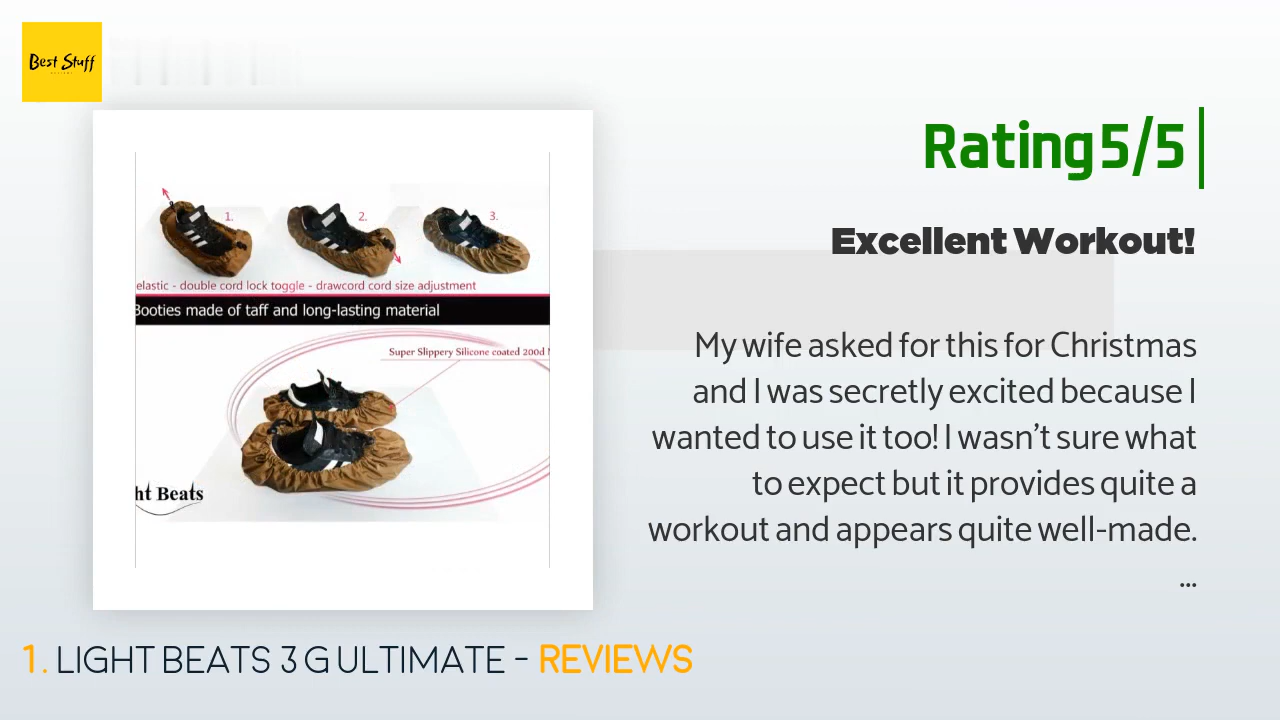 Best Stuff
Rating 5/5
Excellent Workout!
My wife asked for this for Christmas
and I was secretly excited because I
wanted to use it too! I wasn't sure what
to expect but it provides quite a
workout and appears quite well-made.
...
1. 2. 3.
elastic - double cord lock toggle - drawcord cord size adjustment
Booties made of taff and long-lasting material
Super Slippery Silicone coated 200d
ht Beats
1. LIGHT BEATS 3 G ULTIMATE - REVIEWS